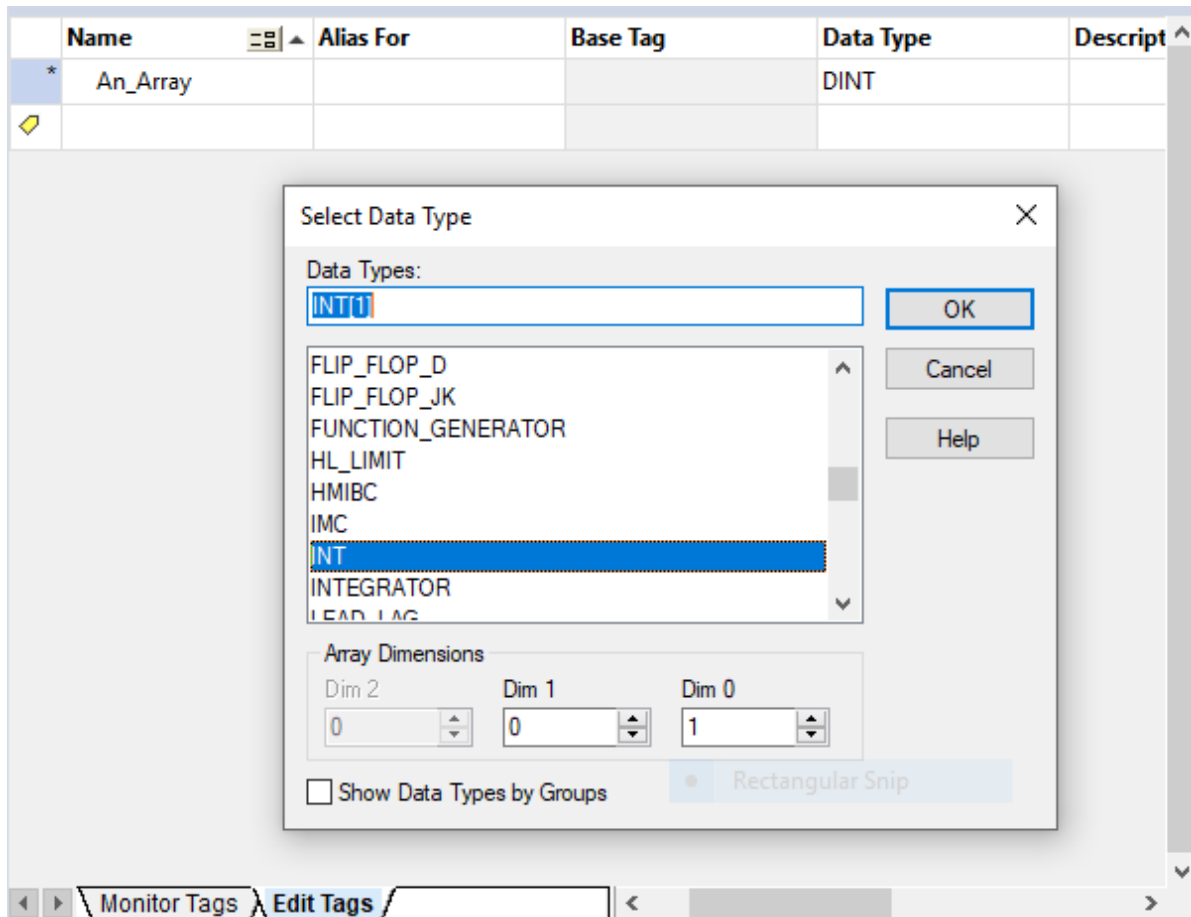 Name Alias For Base Tag Data Type Descript
* An_Array DINT
Select Data Type
Data Types:
INT[1]
OK
FLIP_FLOP_D
Cancel
FLIP_FLOP_JK
FUNCTION_GENERATOR
Help
HL_LIMIT
HMIBC
IMC
INT
INTEGRATOR
LEAD_LAG
Array Dimensions
Dim 2 Dim 1 Dim 0
0 0 1
Rectangular Snip
Show Data Types by Groups
Monitor Tags Edit Tags